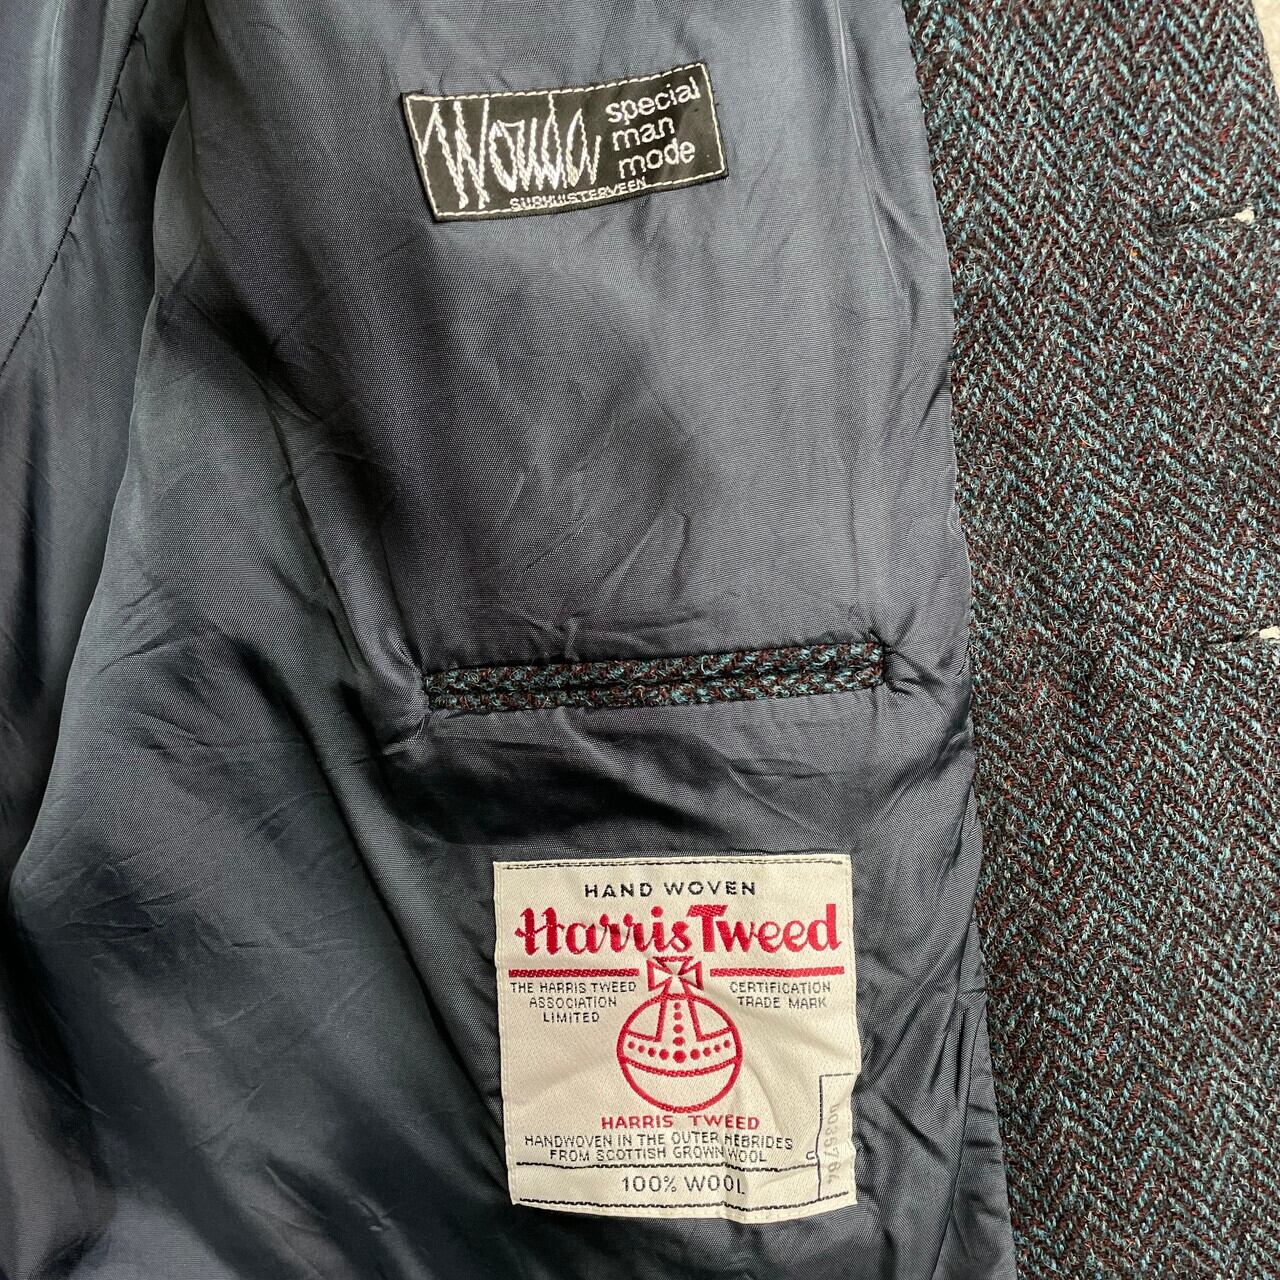 Wouda
special
man
mode
SURHUISTERVEEN
HAND WOVEN
Harris Tweed
THE HARRIS TWEED
ASSOCIATION
LIMITED
CERTIFICATION
TRADE MARK
HARRIS TWEED
HANDWOVEN IN THE OUTER HEBRIDES
FROM SCOTTISH GROWN WOOL
100% WOOL